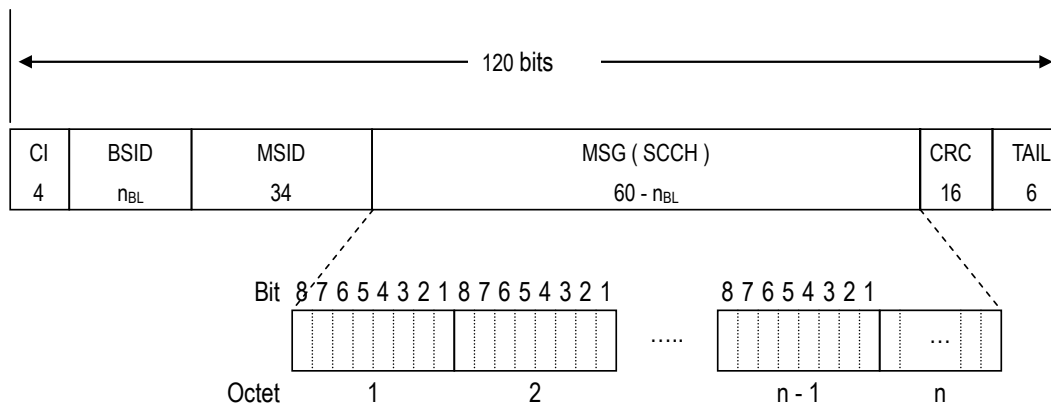 120 bits
CI BSID MSID MSG ( SCCH ) CRC TAIL
4 nBL 34 60 - nBL 16 6
Bit 8 7 6 5 4 3 2 1 8 7 6 5 4 3 2 1 8 7 6 5 4 3 2 1
..... ...
Octet 1 2 n - 1 n